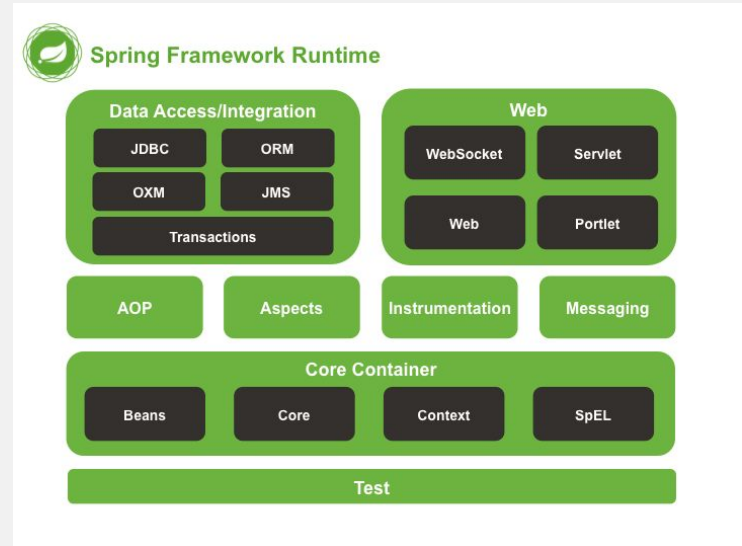 Spring Framework Runtime
Data Access/Integration
JDBC
ORM
OXM
JMS
Transactions
Web
WebSocket
Servlet
Web
Portlet
AOP
Aspects
Instrumentation
Messaging
Core Container
Beans
Core
Context
SpEL
Test